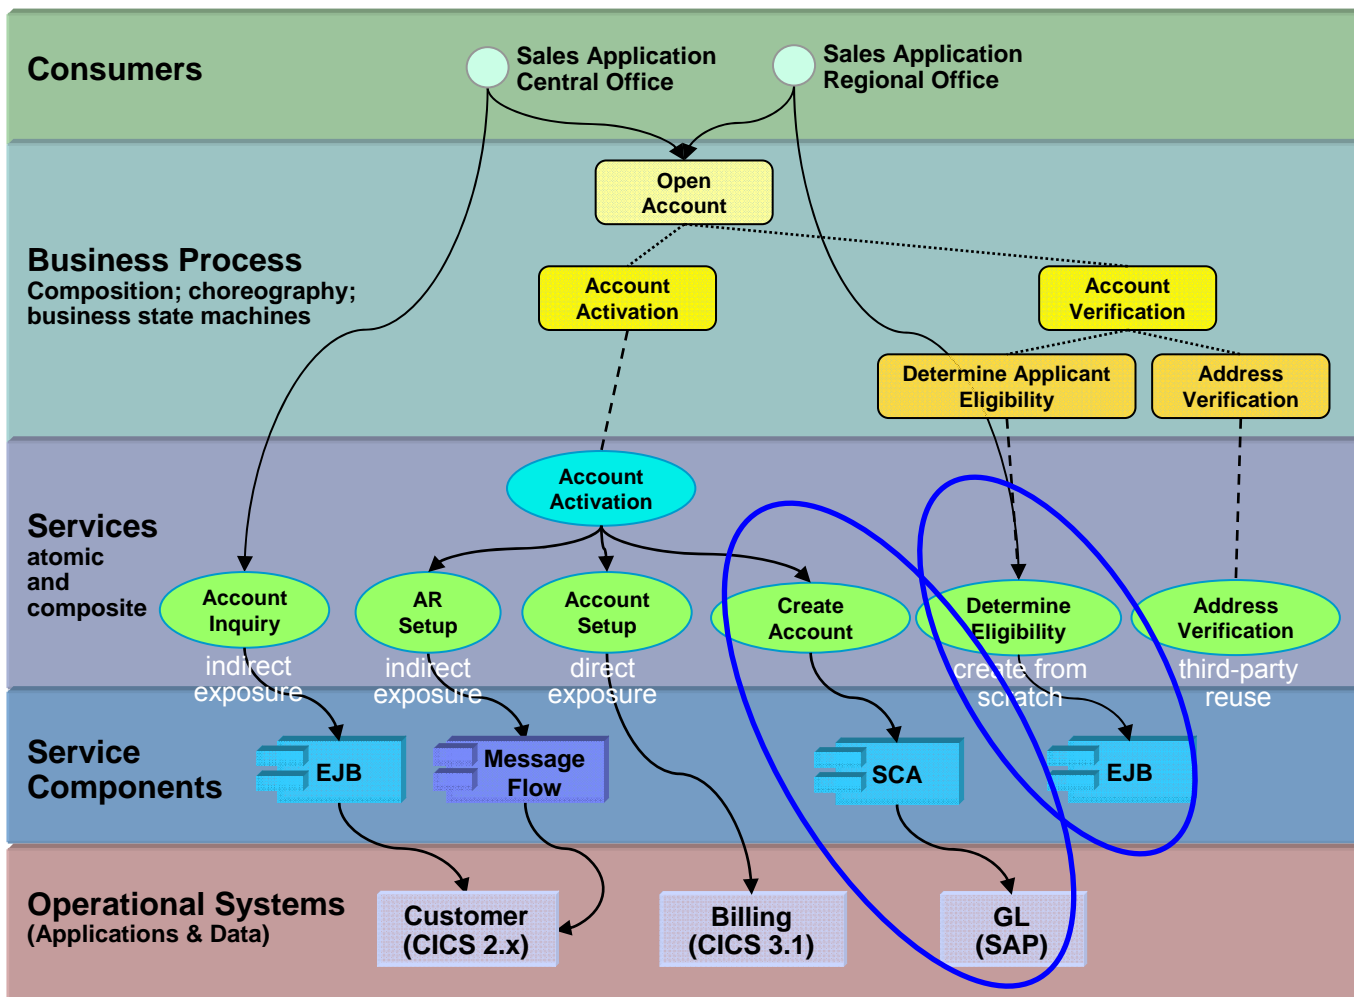 Consumers
Sales Application
Central Office
Sales Application
Regional Office
Open
Account
Business Process
Composition; choreography;
business state machines
Account
Activation
Account
Verification
Determine Applicant
Eligibility
Address
Verification
Services
atomic
and
composite
Account
Activation
Account
Inquiry
AR
Setup
Account
Setup
Create
Account
Determine
Eligibility
Address
Verification
indirect
exposure
indirect
exposure
direct
exposure
create from
scratch
third-party
reuse
Service
Components
EJB
Message
Flow
SCA
EJB
Operational Systems
(Applications & Data)
Customer
(CICS 2.x)
Billing
(CICS 3.1)
GL
(SAP)